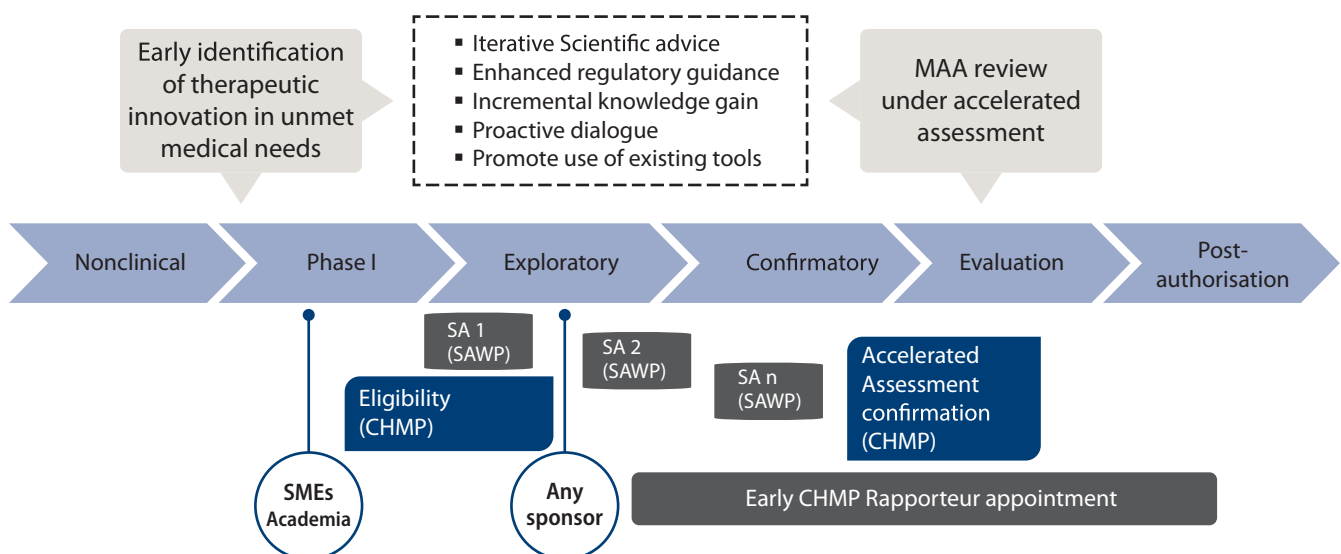 Early identification
of therapeutic
innovation in unmet
medical needs
▪ Iterative Scientific advice
▪ Enhanced regulatory guidance
▪ Incremental knowledge gain
▪ Proactive dialogue
▪ Promote use of existing tools
MAA review
under accelerated
assessment
Nonclinical
Phase I
Exploratory
Confirmatory
Evaluation
Post-
authorisation
SA 1
(SAWP)
SA 2
(SAWP)
SA n
(SAWP)
Eligibility
(CHMP)
Accelerated
Assessment
confirmation
(CHMP)
SMEs
Academia
Any
sponsor
Early CHMP Rapporteur appointment